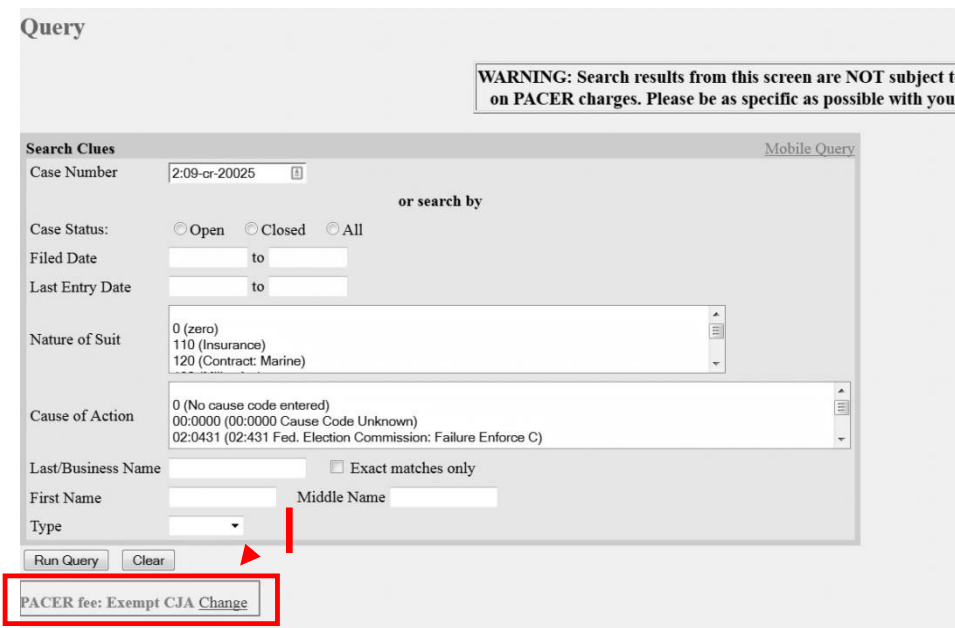 Query
WARNING: Search results from this screen are NOT subject t
on PACER charges. Please be as specific as possible with you
Search Clues Mobile Query
Case Number 2:09-cr-20025
or search by
Case Status: Open Closed All
Filed Date to
Last Entry Date to
Nature of Suit
0 (zero)
110 (Insurance)
120 (Contract: Marine)
Cause of Action
0 (No cause code entered)
00:0000 (00:0000 Cause Code Unknown)
02:0431 (02:431 Fed. Election Commission: Failure Enforce C)
Last/Business Name Exact matches only
First Name Middle Name
Type
Run Query Clear
PACER fee: Exempt CJA Change